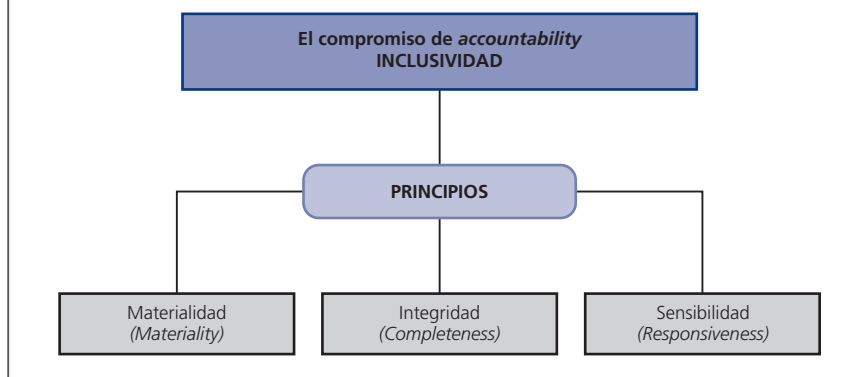 El compromiso de accountability
INCLUSIVIDAD
PRINCIPIOS
Materialidad
(Materiality)
Integridad
(Completeness)
Sensibilidad
(Responsiveness)